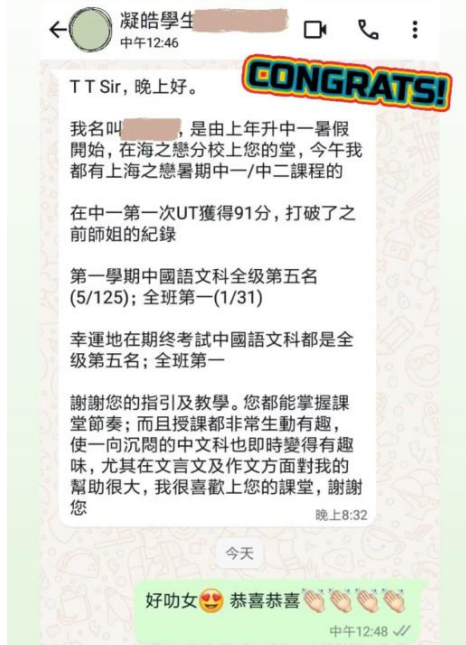 凝皓學生
中午12:46
CONGRATS!
T T Sir, 晚上好。
我名叫 , 是由上年升中一暑假
開始, 在海之戀分校上您的堂, 今午我
都有上海之戀暑期中一/中二課程的
在中一第一次UT獲得91分, 打破了之
前師姐的紀錄
第一學期中國語文科全级第五名
(5/125); 全班第一(1/31)
幸運地在期终考試中國語文科都是全
级第五名; 全班第一
謝謝您的指引及教學。您都能掌握課
堂節奏; 而且授課都非常生動有趣,
使一向沉悶的中文科也即時變得有趣
味, 尤其在文言文及作文方面對我的
幫助很大, 我很喜歡上您的課堂, 謝謝
您
晚上8:32
今天
好叻女😍 恭喜恭喜👏🏻👏🏻👏🏻👏🏻
中午12:48